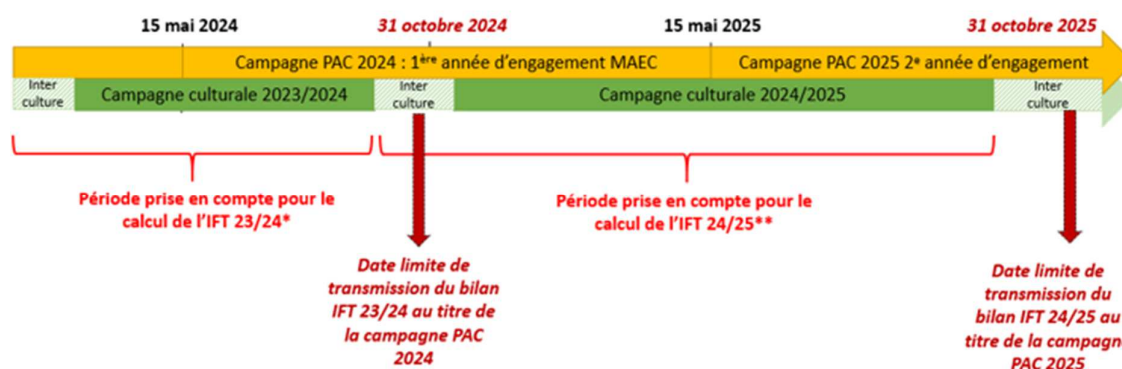 15 mai 2024
31 octobre 2024
15 mai 2025
31 octobre 2025
Campagne PAC 2024 : 1ère année d'engagement MAEC
Campagne PAC 2025 2e année d'engagement
Inter
culture
Campagne culturale 2023/2024
Inter
culture
Campagne culturale 2024/2025
Inter
culture
Période prise en compte pour le
calcul de l'IFT 23/24*
Période prise en compte pour le
calcul de l'IFT 24/25**
Date limite de
transmission du bilan
IFT 23/24 au titre de
la campagne PAC
2024
Date limite de
transmission du
bilan IFT 24/25 au
titre de la campagne
PAC 2025